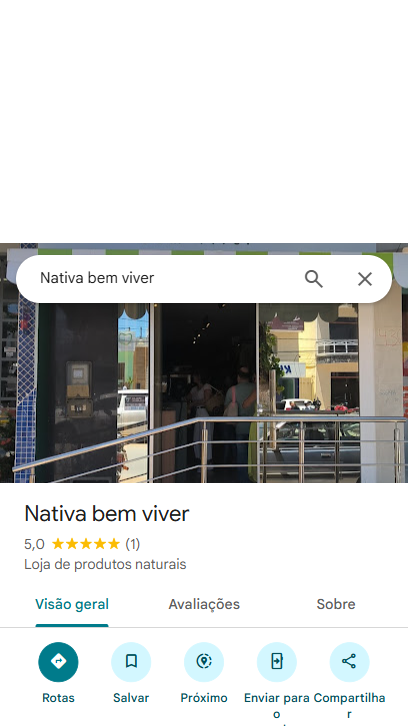 Nativa bem viver
Nativa bem viver
5,0 (1)
Loja de produtos naturais
Visão geral Avaliações Sobre
Rotas Salvar Próximo Enviar para Compartilha
o r